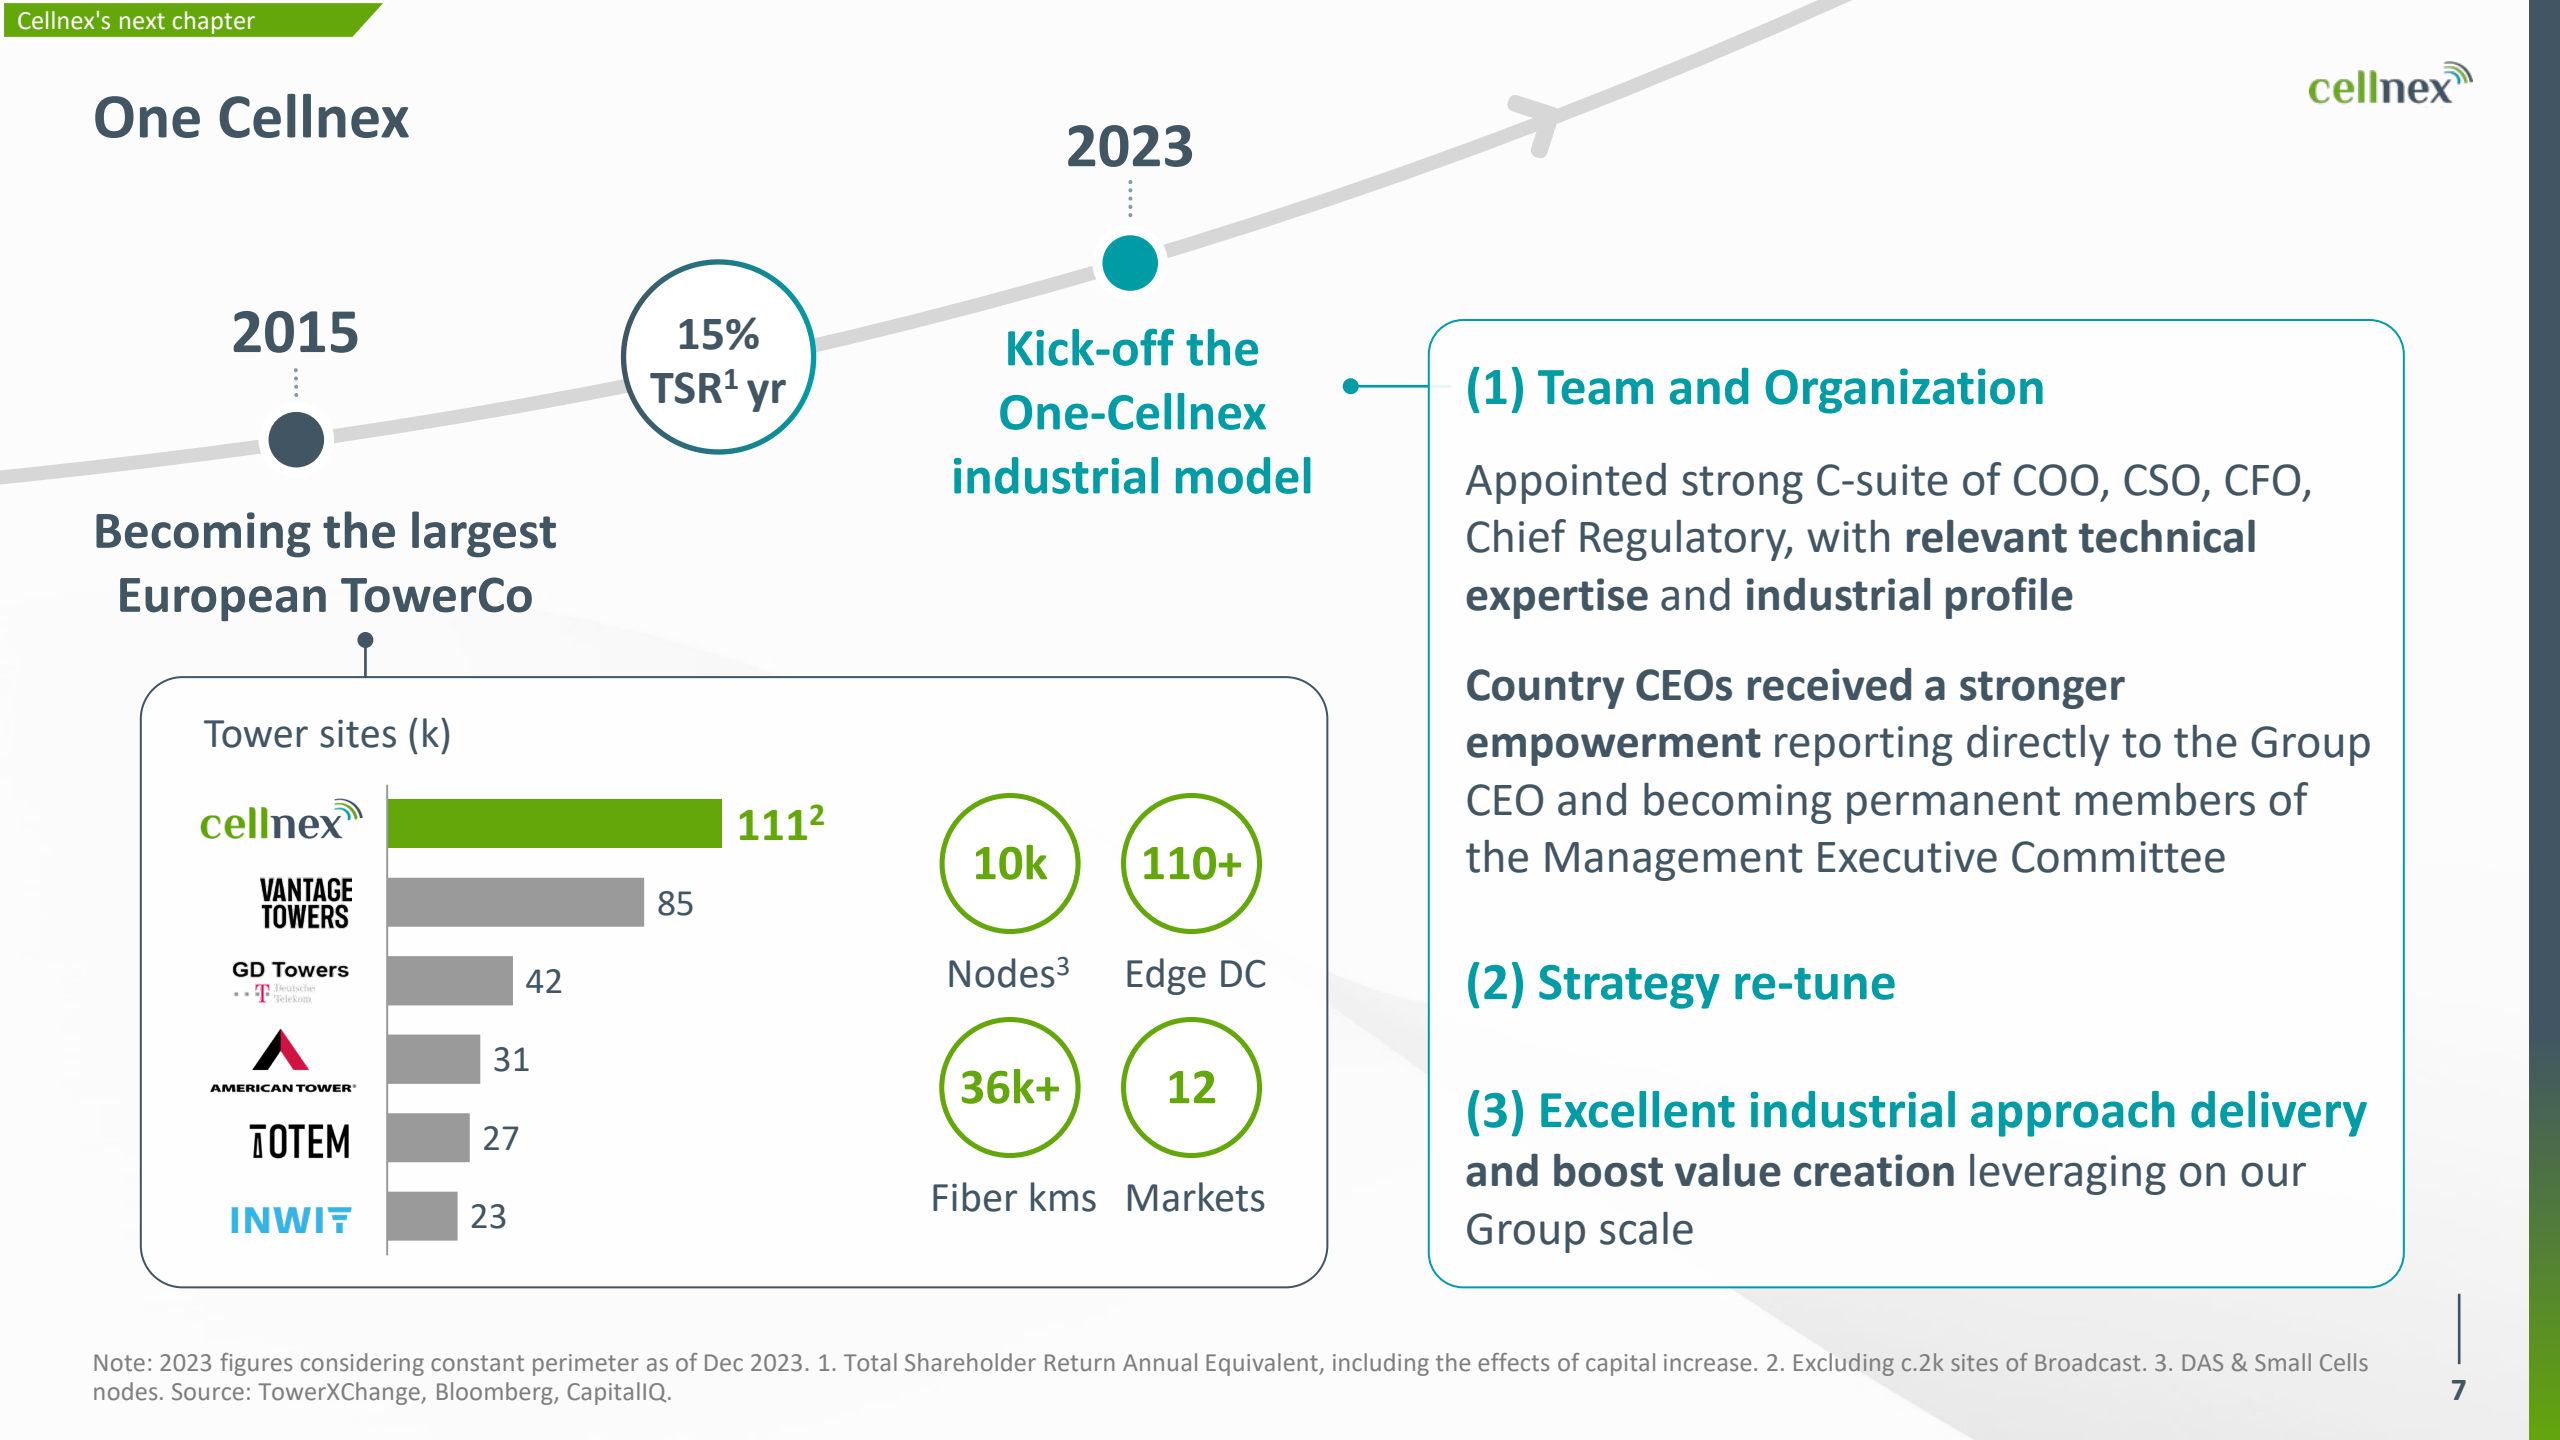 Cellnex's next chapter
One Cellnex
cellnex
2023
2015
15%
TSR¹ yr
Kick-off the
One-Cellnex
industrial model
Becoming the largest
European TowerCo
Tower sites (k)
cellnex 111²
VANTAGE
TOWERS
85
GD Towers
T Deutsche
Telekom
42
AMERICAN TOWER®
31
TOTEM 27
INWIT 23
10k
Nodes³
110+
Edge DC
36k+
Fiber kms
12
Markets
(1) Team and Organization
Appointed strong C-suite of COO, CSO, CFO,
Chief Regulatory, with relevant technical
expertise and industrial profile
Country CEOs received a stronger
empowerment reporting directly to the Group
CEO and becoming permanent members of
the Management Executive Committee
(2) Strategy re-tune
(3) Excellent industrial approach delivery
and boost value creation leveraging on our
Group scale
Note: 2023 figures considering constant perimeter as of Dec 2023. 1. Total Shareholder Return Annual Equivalent, including the effects of capital increase. 2. Excluding c.2k sites of Broadcast. 3. DAS & Small Cells
nodes. Source: TowerXChange, Bloomberg, CapitalIQ.
7